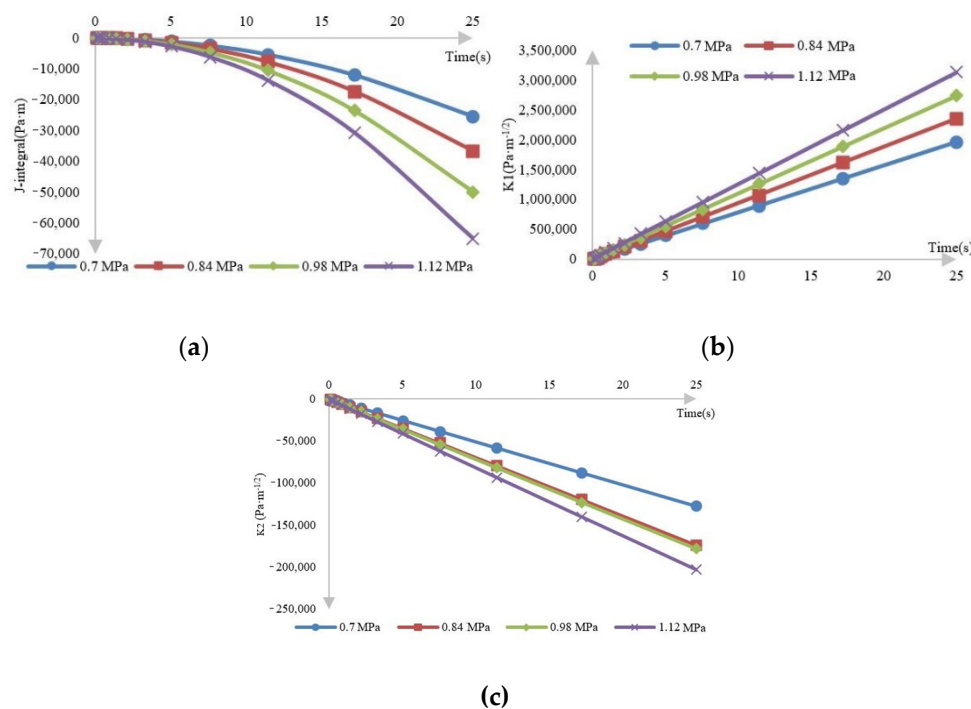 0 5 10 15 20 25
Time(s)
0
−10,000
−20,000
−30,000
−40,000
−50,000
−60,000
−70,000
J-integral(Pa·m)
0.7 MPa 0.84 MPa 0.98 MPa 1.12 MPa
(a)
0.7 MPa 0.84 MPa
0.98 MPa 1.12 MPa
3,500,000
3,000,000
2,500,000
2,000,000
1,500,000
1,000,000
500,000
0
K1(Pa·m-1/2)
Time(s)
0 5 10 15 20 25
(b)
0 5 10 15 20 25
Time(s)
0
−50,000
−100,000
−150,000
−200,000
−250,000
K2 (Pa·m-1/2)
0.7 MPa 0.84 MPa 0.98 MPa 1.12 MPa
(c)